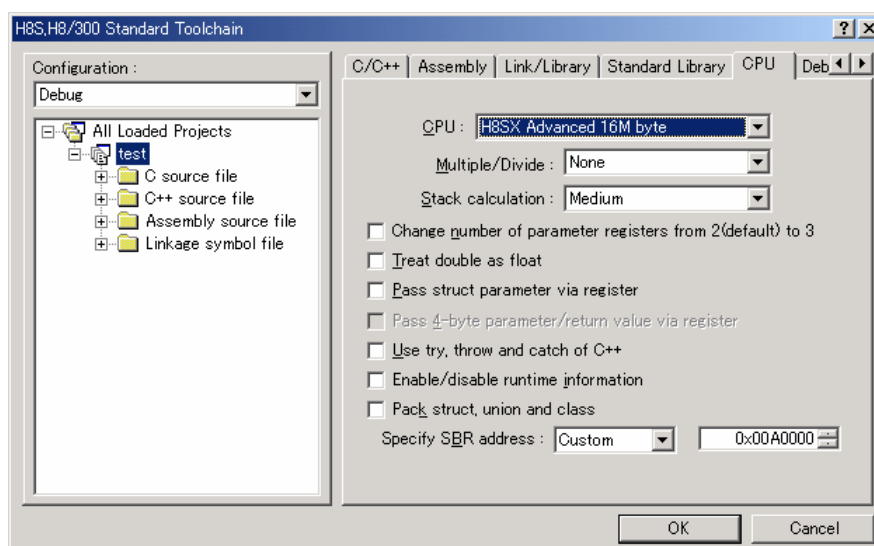 H8S,H8/300 Standard Toolchain
Configuration :
Debug
All Loaded Projects
test
C source file
C++ source file
Assembly source file
Linkage symbol file
C/C++ Assembly Link/Library Standard Library CPU Deb
CPU : H8SX Advanced 16M byte
Multiple/Divide : None
Stack calculation : Medium
Change number of parameter registers from 2(default) to 3
Treat double as float
Pass struct parameter via register
Pass 4-byte parameter/return value via register
Use try, throw and catch of C++
Enable/disable runtime information
Pack struct, union and class
Specify SBR address : Custom 0x00A0000
OK Cancel